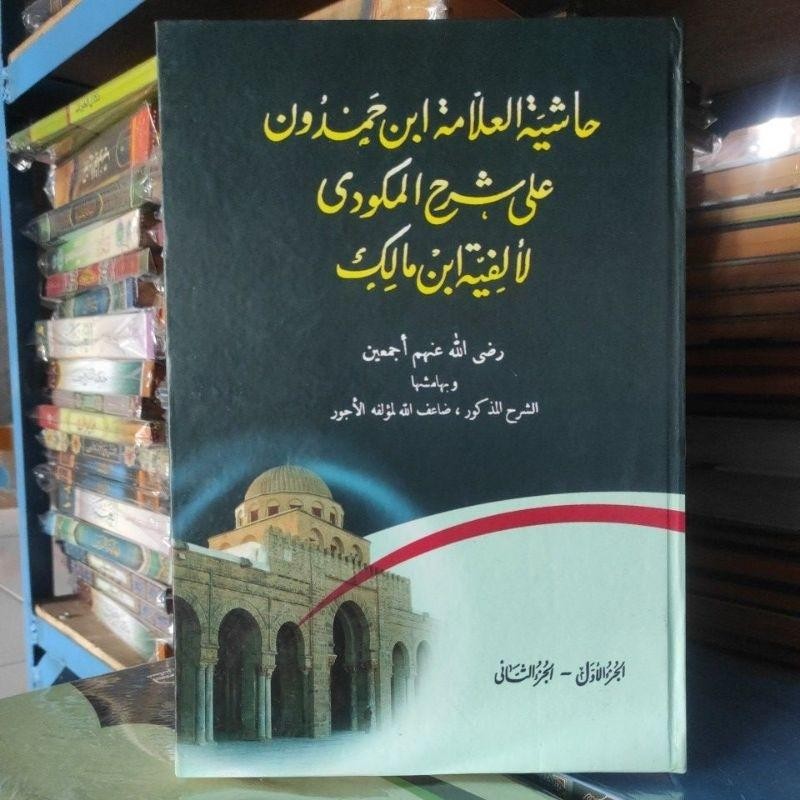 حاشية العلامة ابن حمدون
على شرح المكودى
لألفية ابن مالك
رضى الله عنهم أجمعين
وبهامشها
الشرح المذكور ، ضاعف الله لمؤلفه الأجور
الجزء الأول - الجزء الثانى